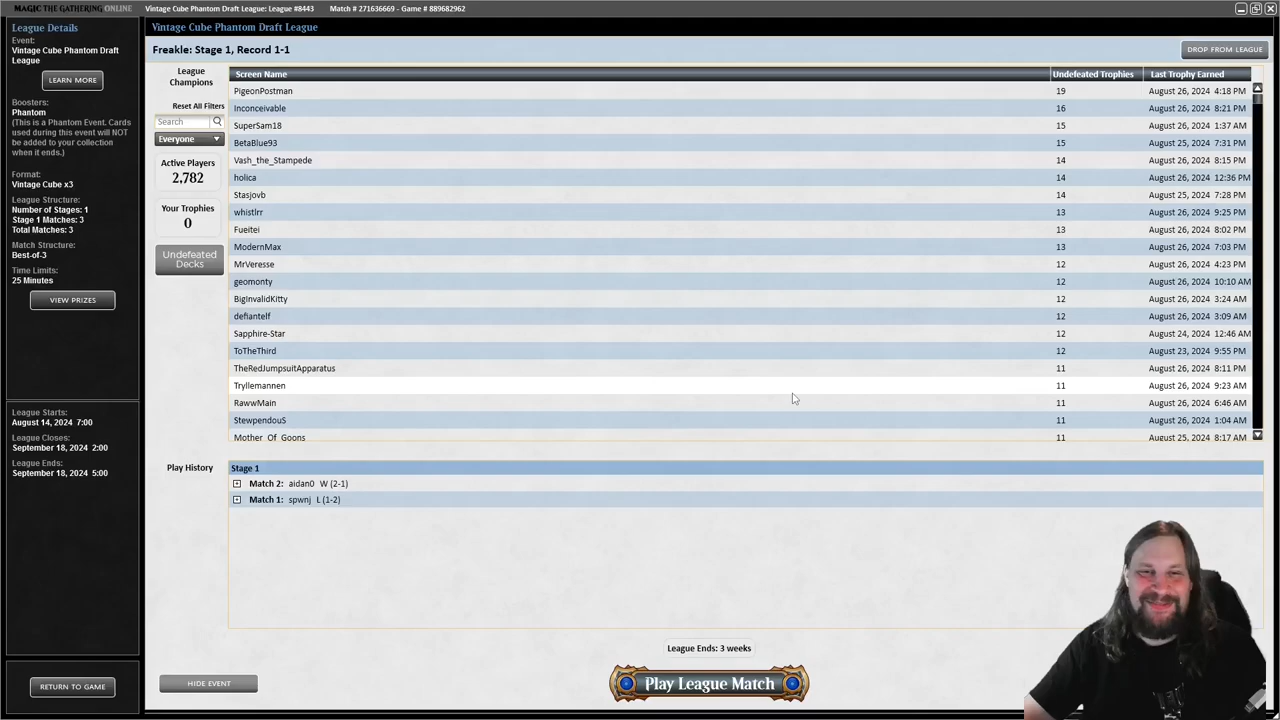 MAGIC THE GATHERING ONLINE
Vintage Cube Phantom Draft League: League #8443
Match # 271636669 - Game # 889682962
League Details
Event:
Vintage Cube Phantom Draft
League
LEARN MORE
Boosters:
Phantom
(This is a Phantom Event. Cards
used during this event will NOT
be added to your collection
when it ends.)
Format:
Vintage Cube x3
League Structure:
Number of Stages: 1
Stage 1 Matches: 3
Total Matches: 3
Match Structure:
Best-of-3
Time Limits:
25 Minutes
VIEW PRIZES
League Starts:
August 14, 2024 7:00
League Closes:
September 18, 2024 2:00
League Ends:
September 18, 2024 5:00
RETURN TO GAME
Vintage Cube Phantom Draft League
Freakle: Stage 1, Record 1-1
DROP FROM LEAGUE
League
Champions
Reset All Filters
Search
Everyone
Active Players
2,782
Your Trophies
0
Undefeated
Decks
Screen Name Undefeated Trophies Last Trophy Earned
PigeonPostman 19 August 26, 2024 4:18 PM
Inconceivable 16 August 26, 2024 8:21 PM
SuperSam18 15 August 26, 2024 1:37 AM
BetaBlue93 15 August 25, 2024 7:31 PM
Vash_the_Stampede 14 August 26, 2024 8:15 PM
holica 14 August 26, 2024 12:36 PM
Stasjovb 14 August 25, 2024 7:28 PM
whistlrr 13 August 26, 2024 9:25 PM
Fueitei 13 August 26, 2024 8:02 PM
ModernMax 13 August 26, 2024 7:03 PM
MrVeresse 12 August 26, 2024 4:23 PM
geomonty 12 August 26, 2024 10:10 AM
BigInvalidKitty 12 August 26, 2024 3:24 AM
defiantelf 12 August 26, 2024 3:09 AM
Sapphire-Star 12 August 24, 2024 12:46 AM
ToTheThird 12 August 23, 2024 9:55 PM
TheRedJumpsuitApparatus 11 August 26, 2024 8:11 PM
Tryllemannen 11 August 26, 2024 9:23 AM
RawwMain 11 August 26, 2024 6:46 AM
StewpendouS 11 August 26, 2024 1:04 AM
Mother_Of_Goons 11 August 25, 2024 8:17 AM
Play History
Stage 1
Match 2: aidan0 W (2-1)
Match 1: spwnj L (1-2)
League Ends: 3 weeks
HIDE EVENT
Play League Match